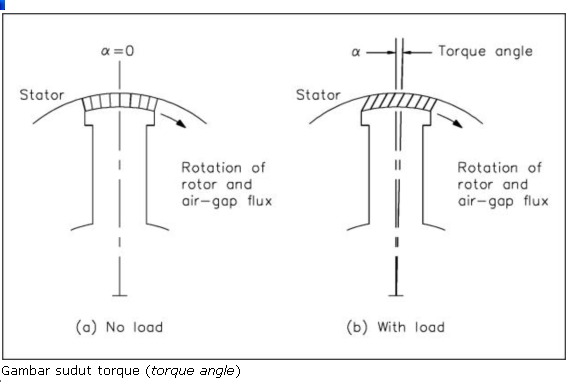 α=0
Stator
Rotation of
rotor and
air-gap flux
(a) No load
α
Torque angle
Stator
Rotation of
rotor and
air-gap flux
(b) With load
Gambar sudut torque (torque angle)